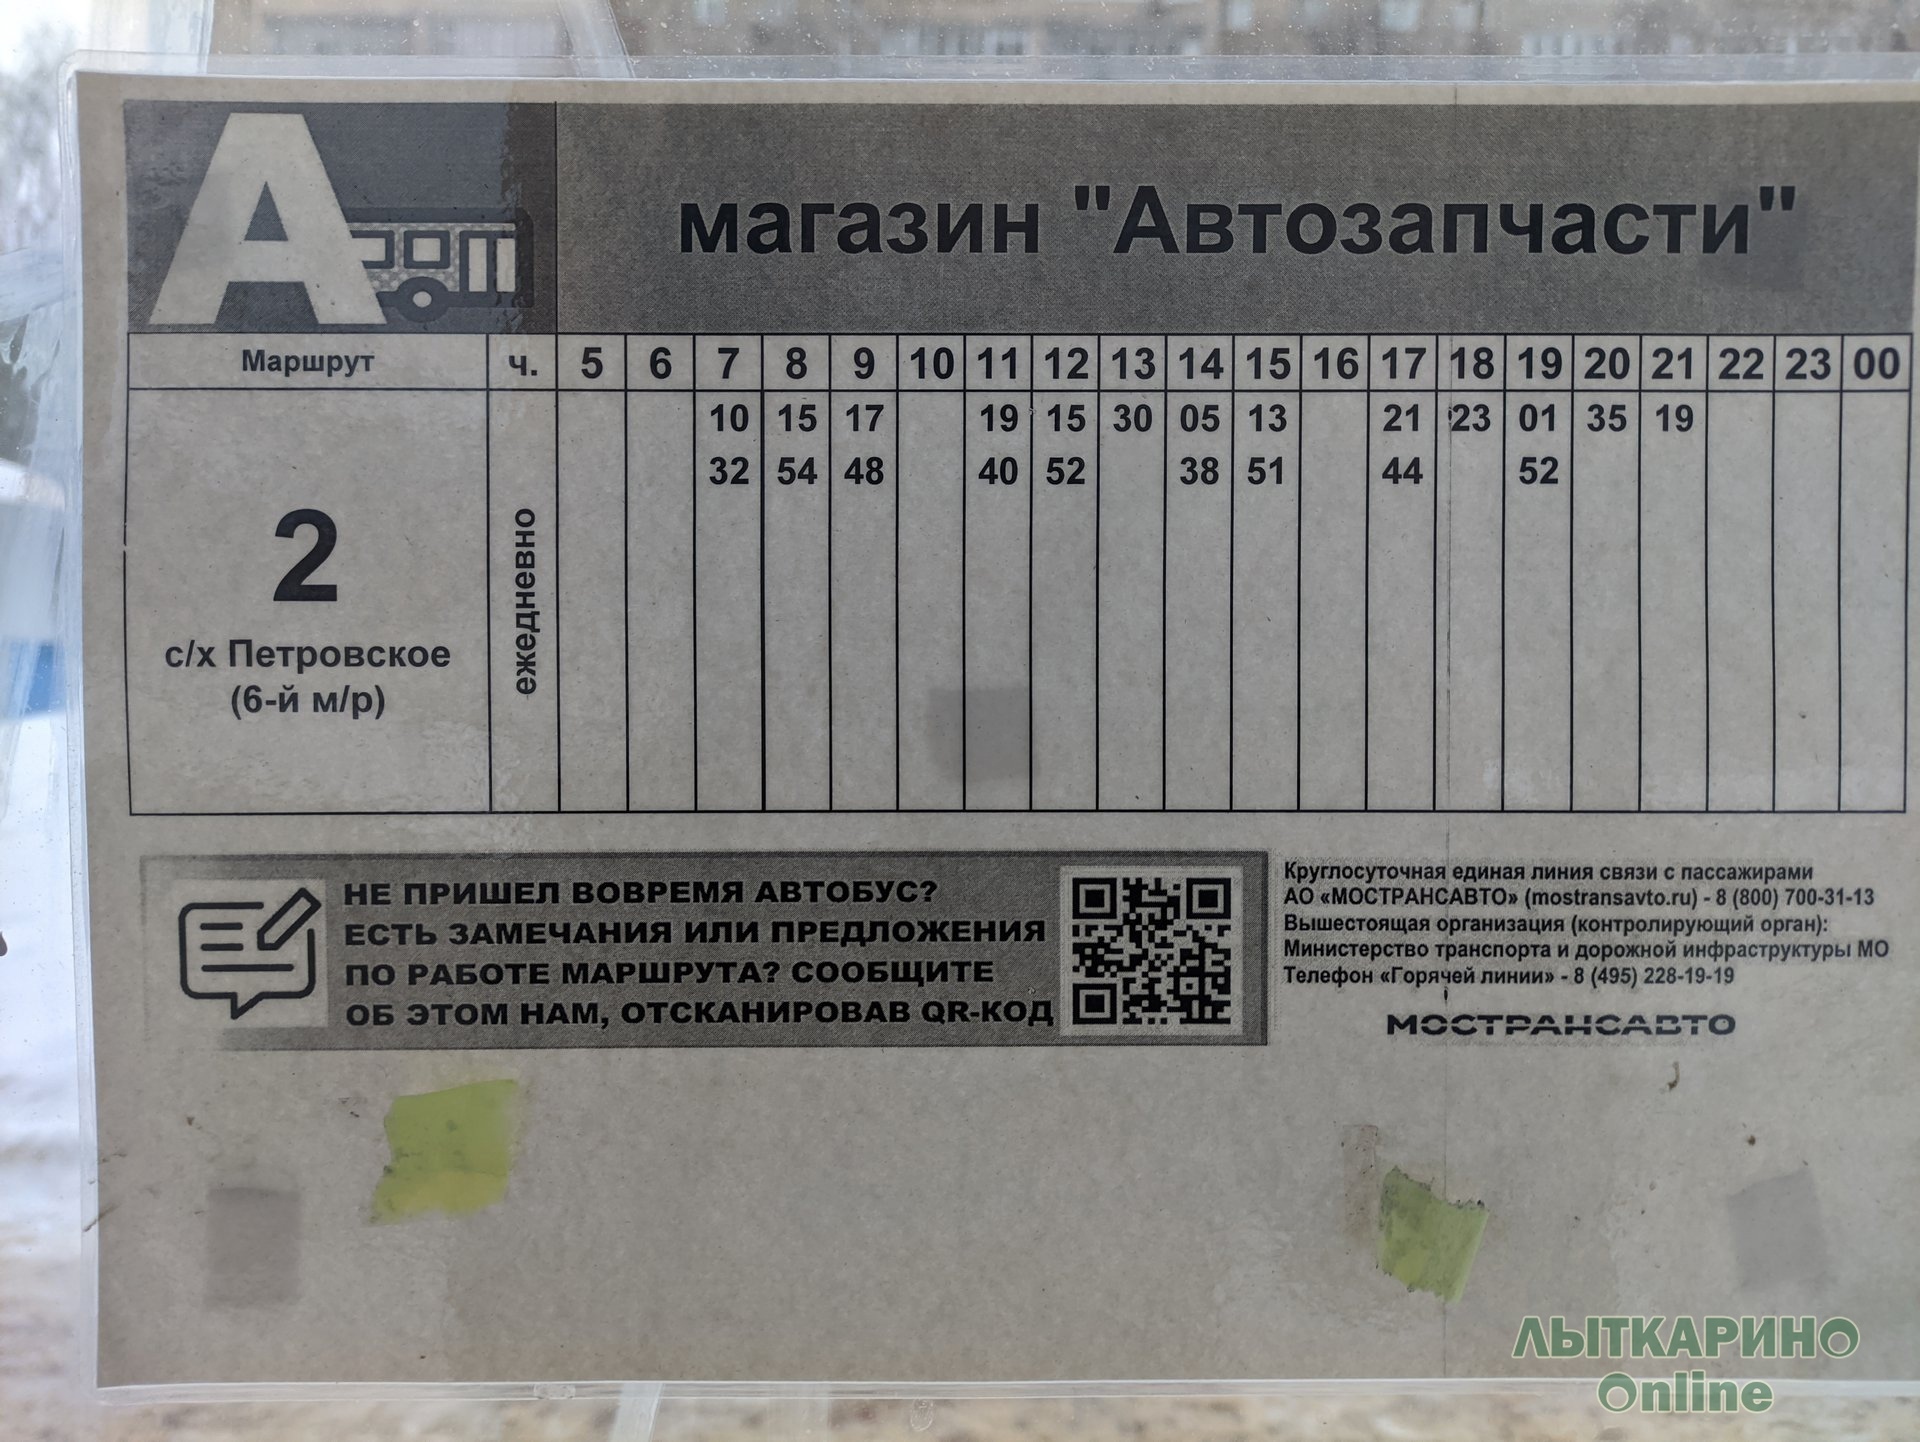 А
магазин "Автозапчасти"
Маршрут ч. 5 6 7 8 9 10 11 12 13 14 15 16 17 18 19 20 21 22 23 00
10 15 17 19 15 30 05 13 21 23 01 35 19
32 54 48 40 52 38 51 44 52
2
с/х Петровское
(6-й м/р)
ежедневно
НЕ ПРИШЕЛ ВОВРЕМЯ АВТОБУС?
ЕСТЬ ЗАМЕЧАНИЯ ИЛИ ПРЕДЛОЖЕНИЯ
ПО РАБОТЕ МАРШРУТА? СООБЩИТЕ
ОБ ЭТОМ НАМ, ОТСКАНИРОВАВ QR-КОД
Круглосуточная единая линия связи с пассажирами
АО «МОСТРАНСАВТО» (mostransavto.ru) - 8 (800) 700-31-13
Вышестоящая организация (контролирующий орган):
Министерство транспорта и дорожной инфраструктуры МО
Телефон «Горячей линии» - 8 (495) 228-19-19
МОСТРАНСАВТО
ЛЫТКАРИНО
Online